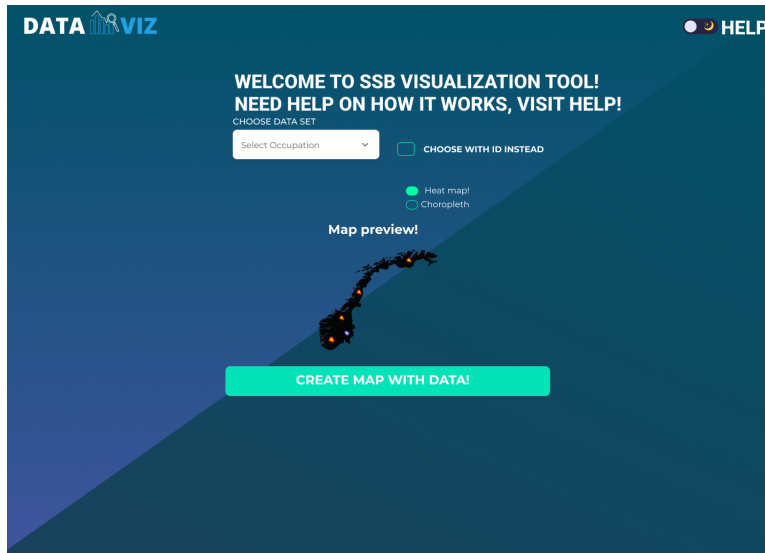 DATA VIZ
HELP
WELCOME TO SSB VISUALIZATION TOOL!
NEED HELP ON HOW IT WORKS, VISIT HELP!
CHOOSE DATA SET
Select Occupation
CHOOSE WITH ID INSTEAD
Heat map!
Choropleth
Map preview!
CREATE MAP WITH DATA!